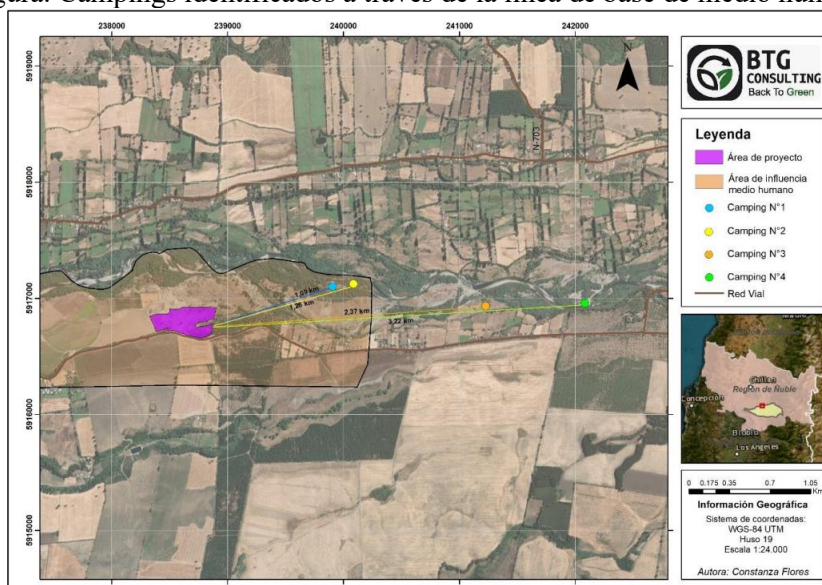 gura. Campings identificados a través de la línea de base de medio hum
238000 239000 240000 241000 242000
5919000
5918000
5917000
5916000
5915000
N-703
1,09 km
1,26 km
2,37 km
3,22 km
N
BTG
CONSULTING
Back To Green
Leyenda
Área de proyecto
Área de influencia
medio humano
Camping N°1
Camping N°2
Camping N°3
Camping N°4
Red Vial
Chillán
Región de Ñuble
Concepción
Biobío
Los Angeles
0 0.175 0.35 0.7 1.05
Km
Información Geográfica
Sistema de coordenadas:
WGS-84 UTM
Huso 19
Escala 1:24.000
Autora: Constanza Flores